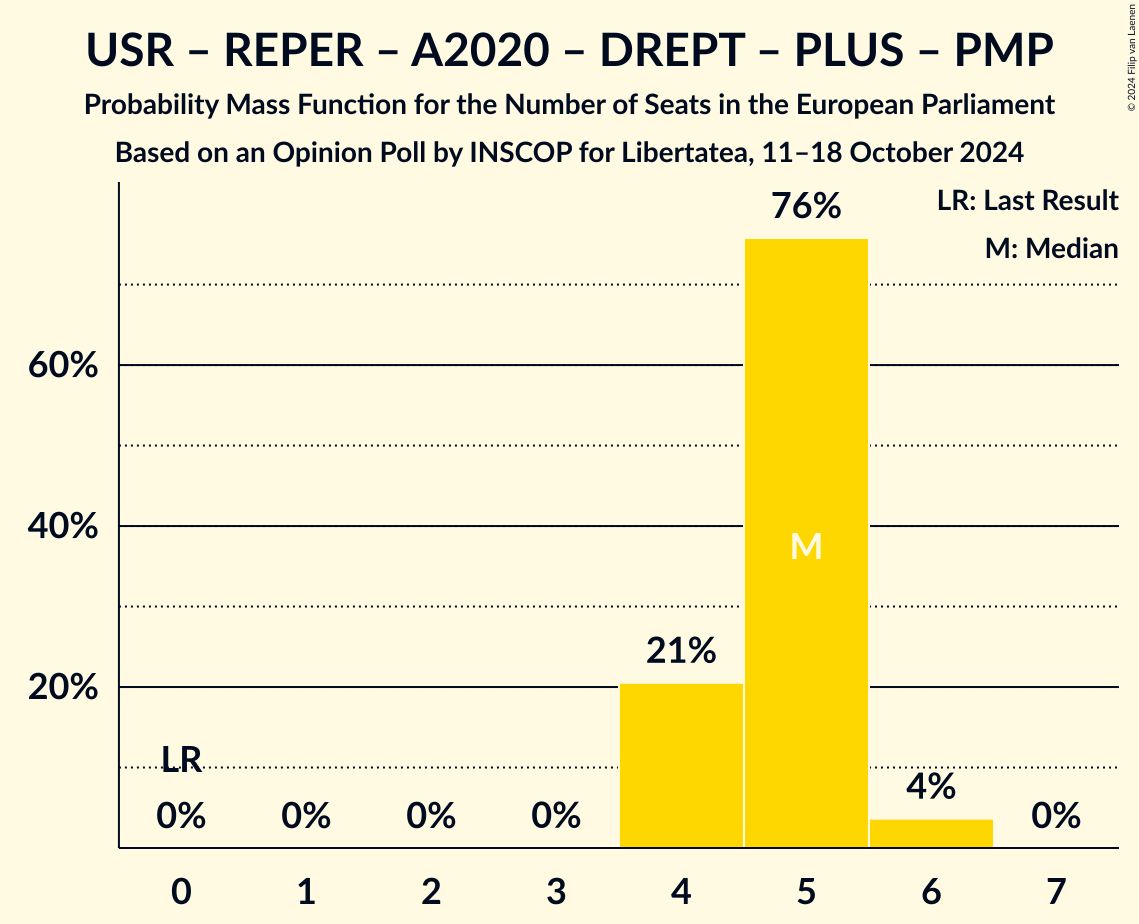 USR – REPER – A2020 – DREPT – PLUS – PMP
Probability Mass Function for the Number of Seats in the European Parliament
Based on an Opinion Poll by INSCOP for Libertatea, 11–18 October 2024
© 2024 Filip van Laenen
LR: Last Result
M: Median
76%
60%
40%
M
21%
20%
LR
4%
0%
0%
0%
0%
0%
0
1
2
3
4
5
6
7